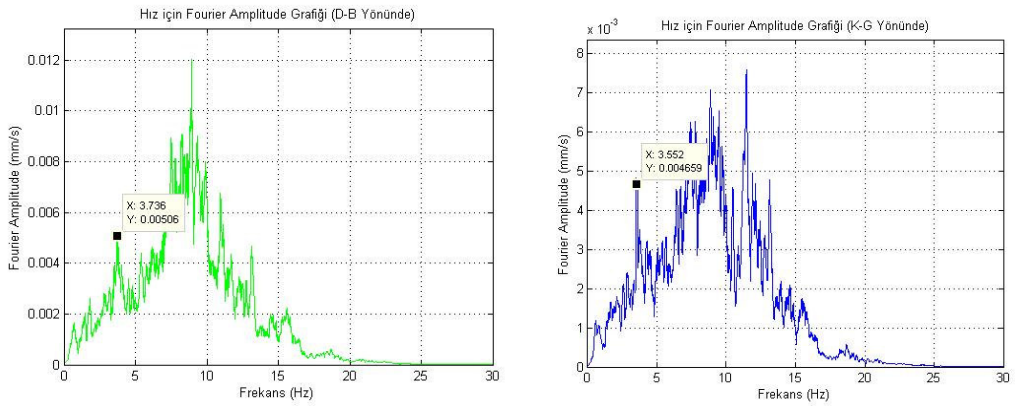 Hız için Fourier Amplitude Grafiği (D-B Yönünde)
0.012
0.01
0.008
0.006
0.004
0.002
0
Fourier Amplitude (mm/s)
X: 3.736
Y: 0.00506
0 5 10 15 20 25 30
Frekans (Hz)
Hız için Fourier Amplitude Grafiği (K-G Yönünde)
x 10⁻³
8
7
6
5
4
3
2
1
0
Fourier Amplitude (mm/s)
X: 3.552
Y: 0.004659
0 5 10 15 20 25 30
Frekans (Hz)